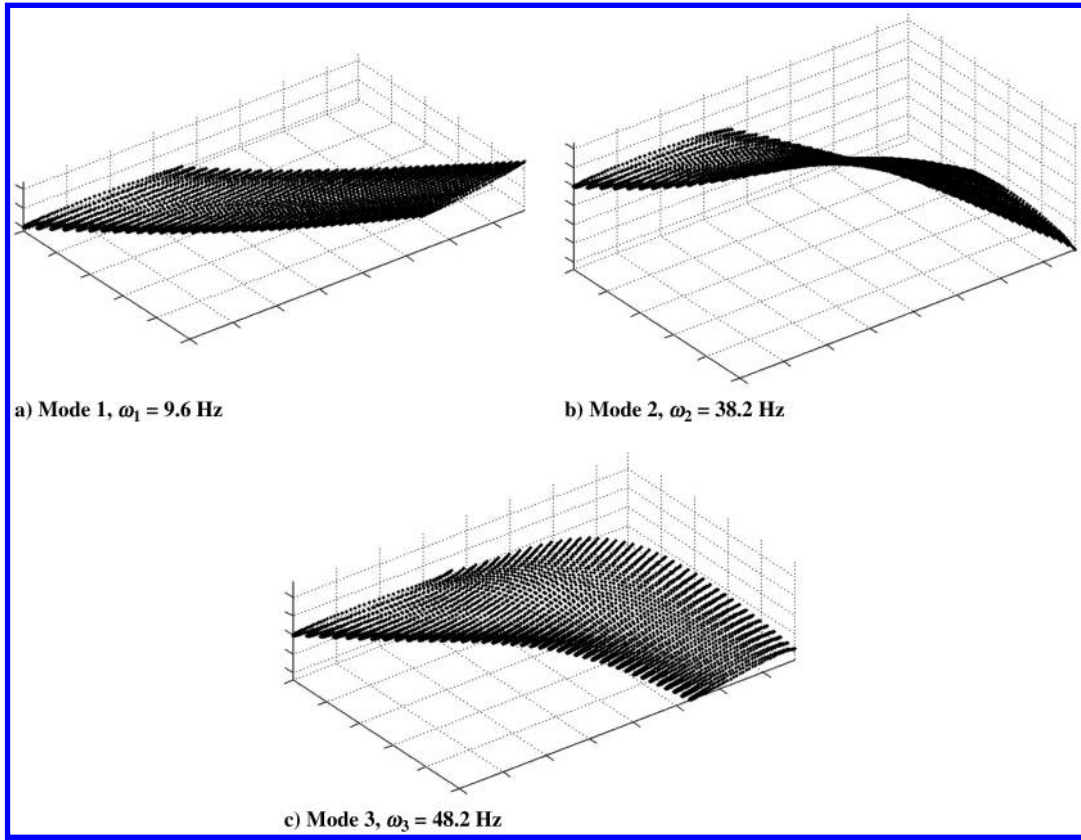 a) Mode 1, ω₁ = 9.6 Hz
b) Mode 2, ω₂ = 38.2 Hz
c) Mode 3, ω₃ = 48.2 Hz